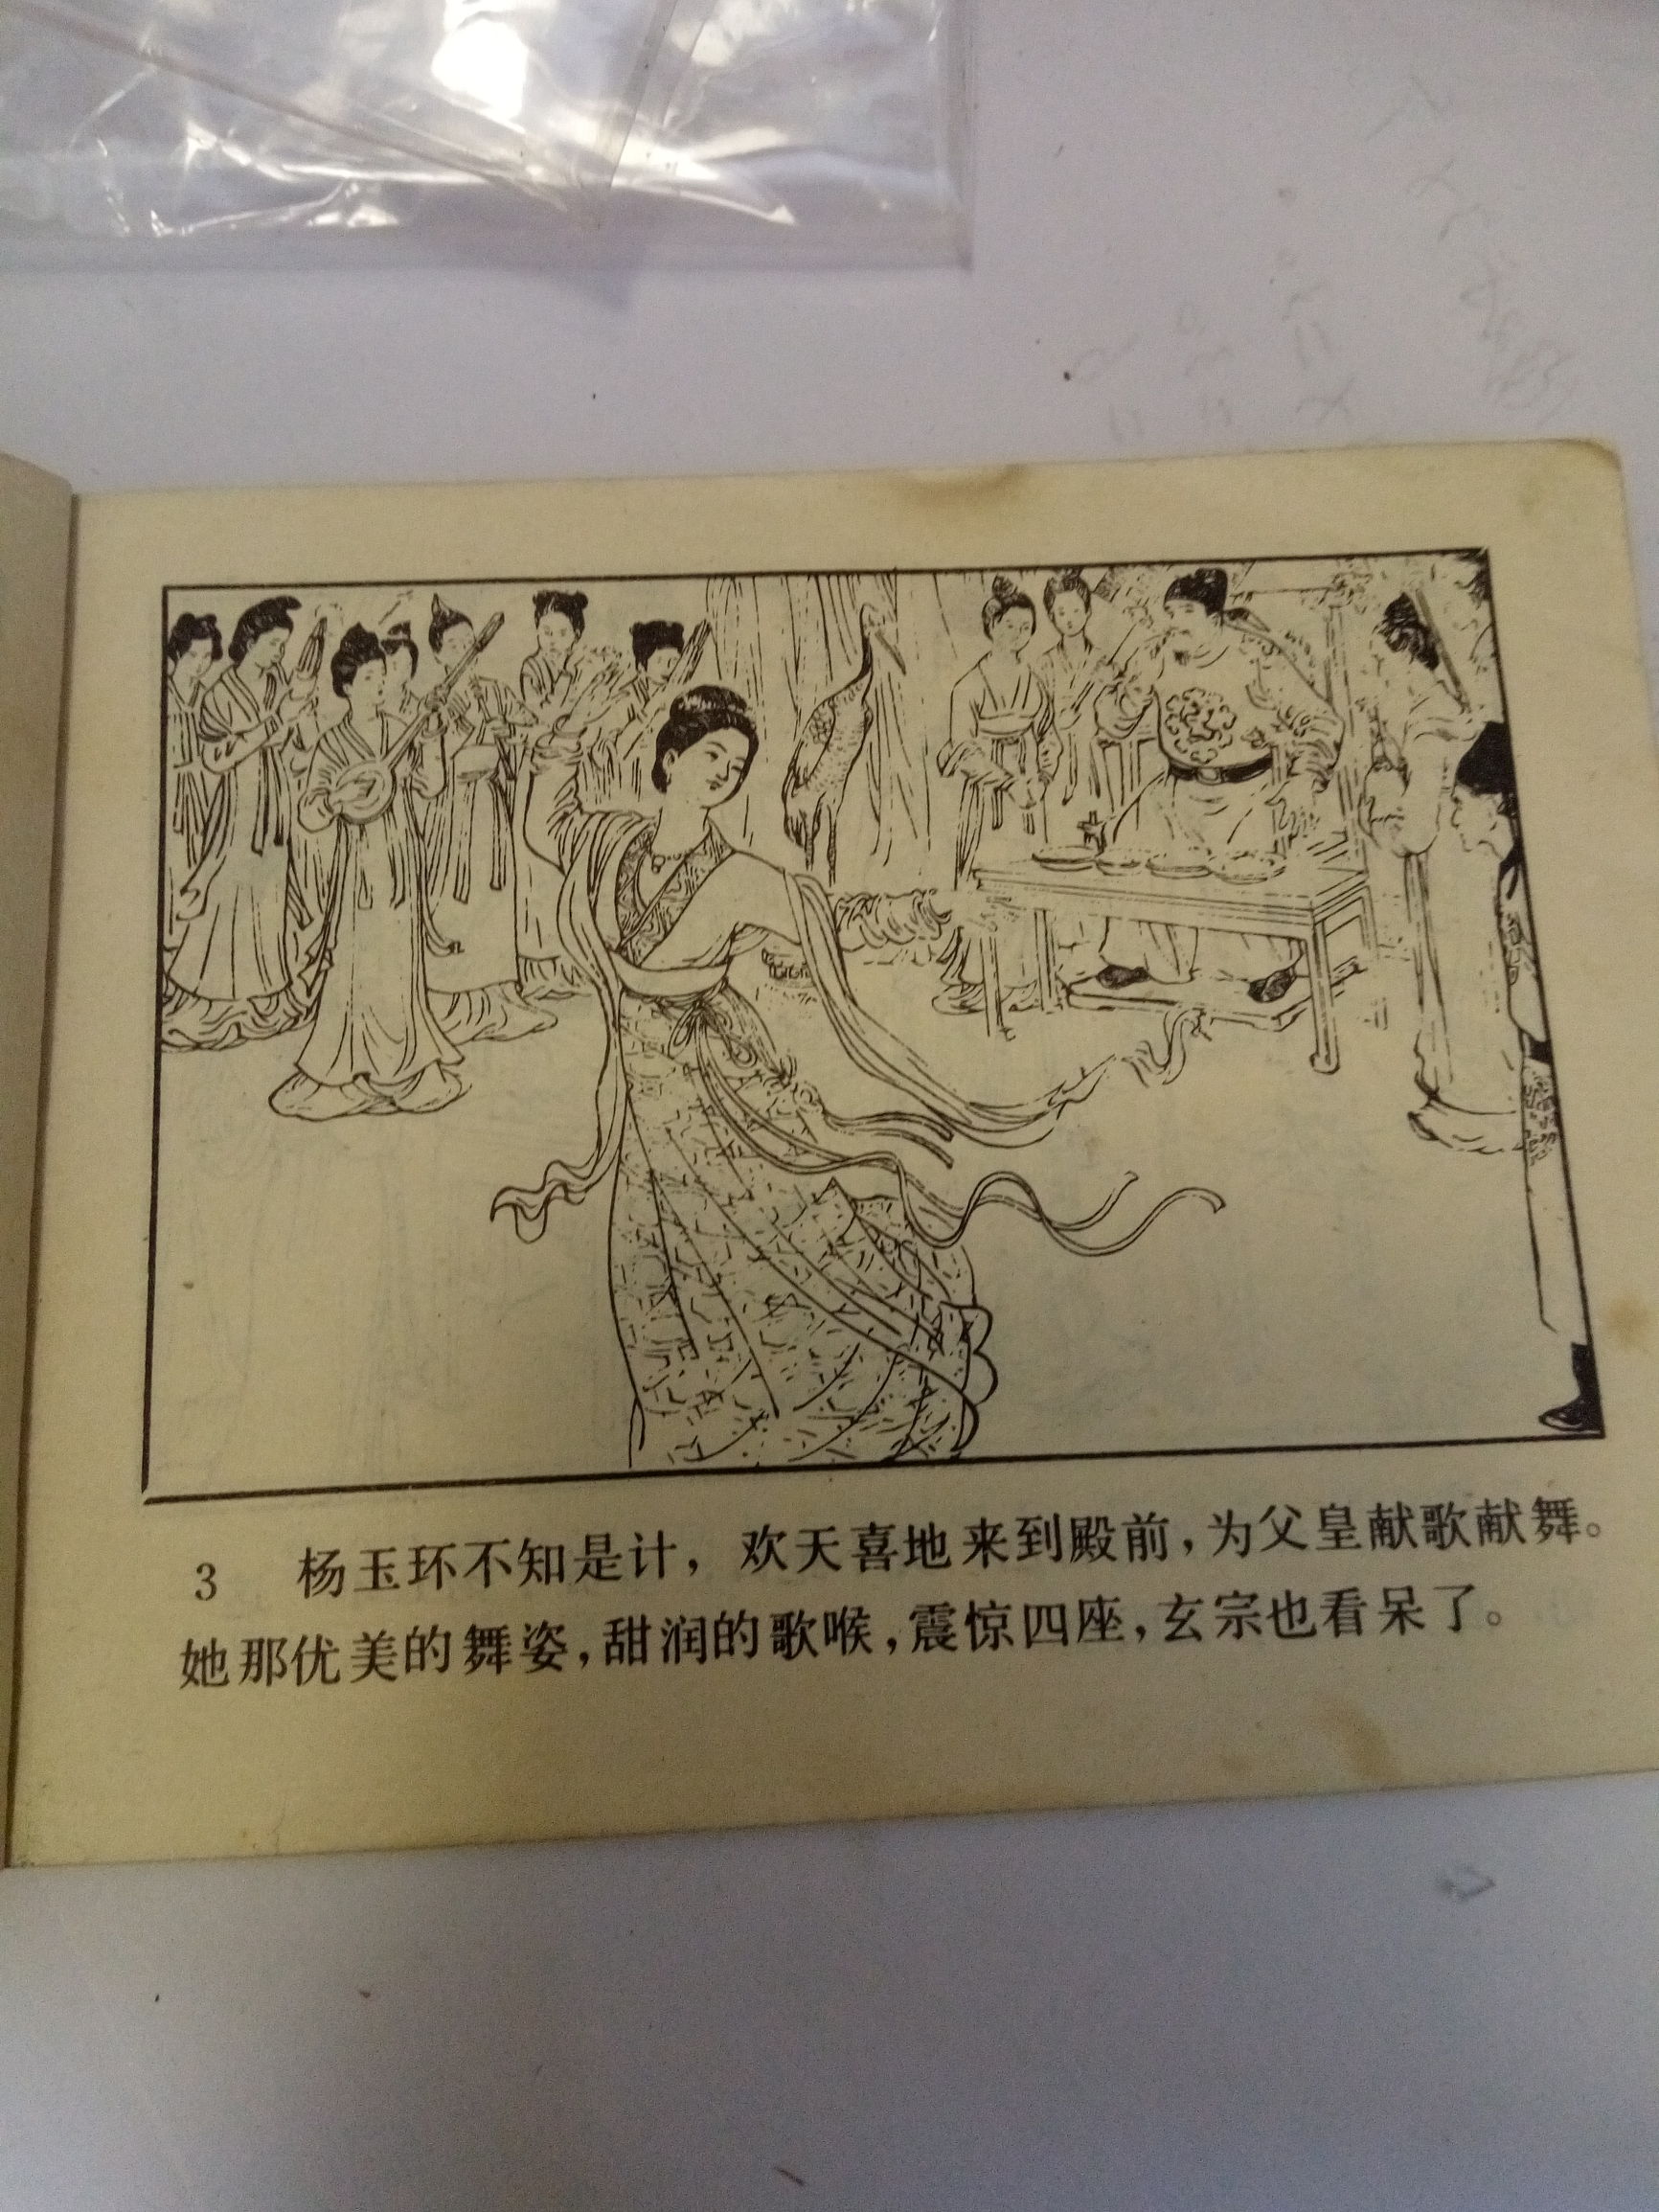 3 杨玉环不知是计，欢天喜地来到殿前，为父皇献歌献舞。
她那优美的舞姿，甜润的歌喉，震惊四座，玄宗也看呆了。